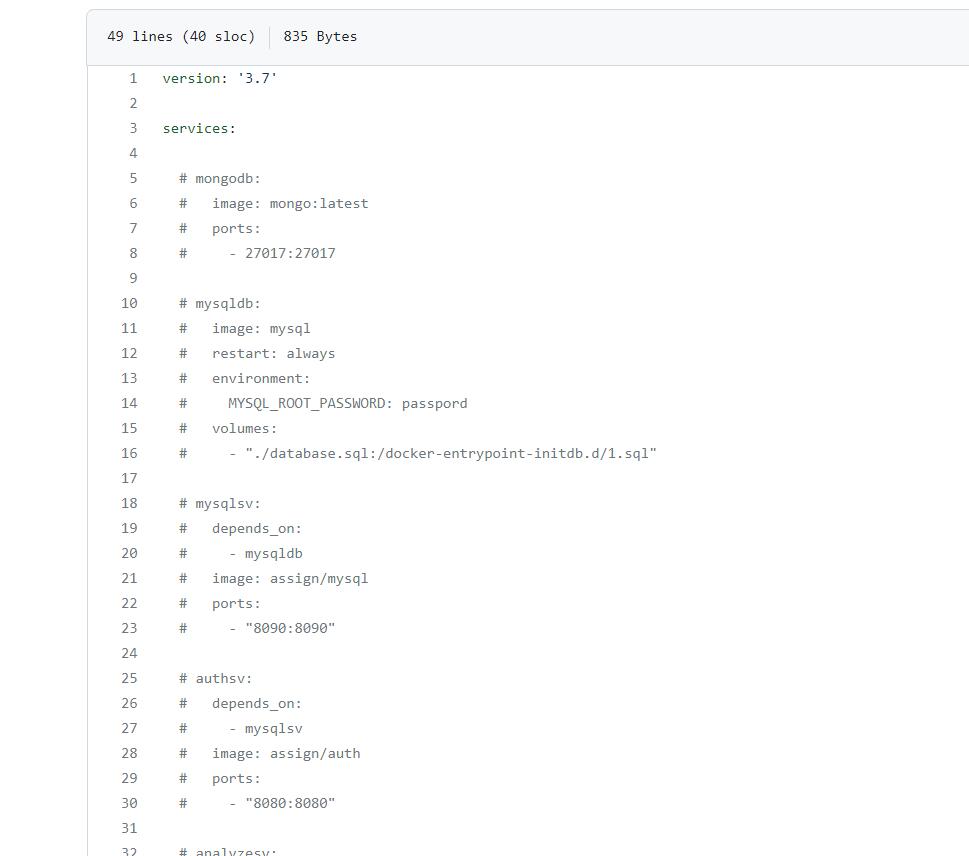 49 lines (40 sloc) 835 Bytes
1 version: '3.7'
2
3 services:
4
5 # mongodb:
6 # image: mongo:latest
7 # ports:
8 # - 27017:27017
9
10 # mysqldb:
11 # image: mysql
12 # restart: always
13 # environment:
14 # MYSQL_ROOT_PASSWORD: passpord
15 # volumes:
16 # - "./database.sql:/docker-entrypoint-initdb.d/1.sql"
17
18 # mysqlsv:
19 # depends_on:
20 # - mysqldb
21 # image: assign/mysql
22 # ports:
23 # - "8090:8090"
24
25 # authsv:
26 # depends_on:
27 # - mysqlsv
28 # image: assign/auth
29 # ports:
30 # - "8080:8080"
31
32 # analyzesv: